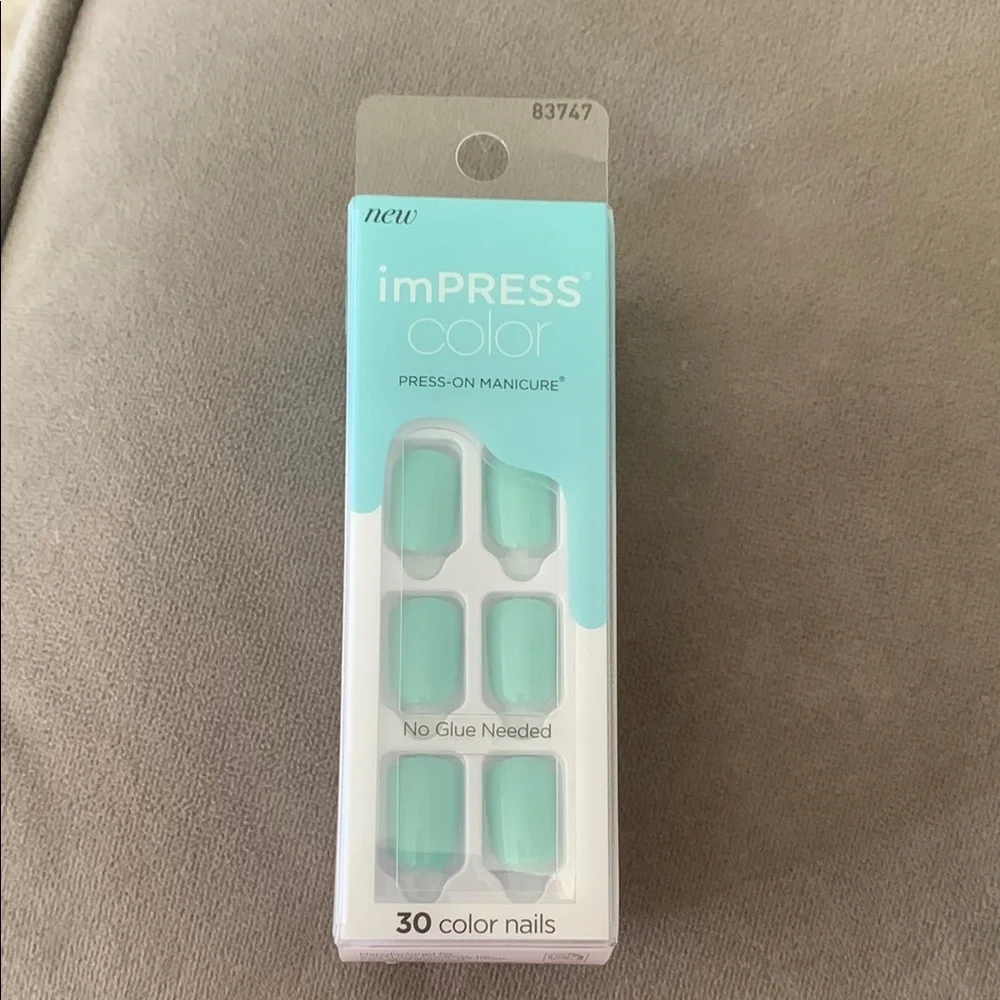 83747
new
imPRESS®
color
PRESS-ON MANICURE®
No Glue Needed
30 color nails